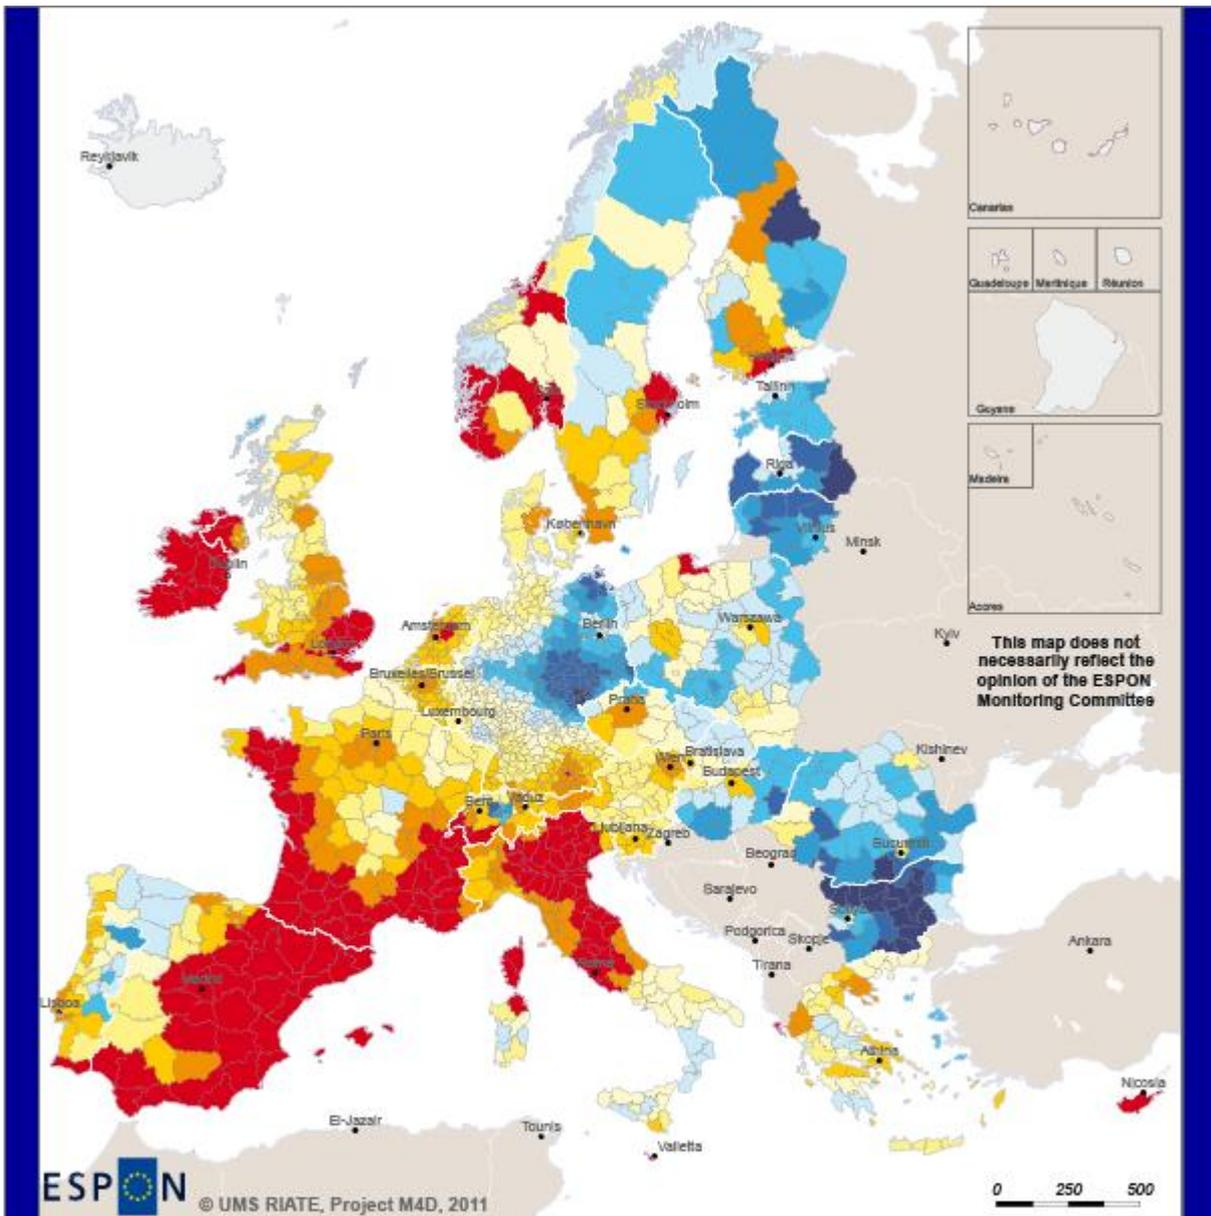 Reykjavik
Canarias
Guadeloupe
Martinique
Réunion
Guyane
Madeira
Acores
This map does not
necessarily reflect the
opinion of the ESPON
Monitoring Committee
Tallinn
Stockholm
Riga
København
Vilnius
Minsk
Dublin
Amsterdam
Berlin
Warszawa
London
Kyiv
Bruxelles/Brussel
Praha
Luxembourg
Paris
Kishinev
Wien
Bratislava
Budapest
Bern
Vaduz
Ljubljana
Zagreb
Beograd
Bucuresti
Sarajevo
Sofia
Podgorica
Skopje
Ankara
Tirana
Roma
Madrid
Lisboa
Athina
Nicosia
El-Jazair
Tounis
Valletta
ESPON
© UMS RIATE, Project M4D, 2011
0 250 500